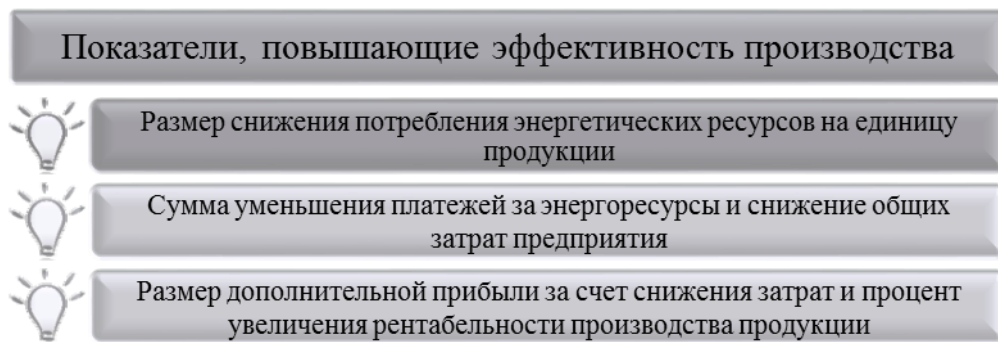 Показатели, повышающие эффективность производства
Размер снижения потребления энергетических ресурсов на единицу
продукции
Сумма уменьшения платежей за энергоресурсы и снижение общих
затрат предприятия
Размер дополнительной прибыли за счет снижения затрат и процент
увеличения рентабельности производства продукции